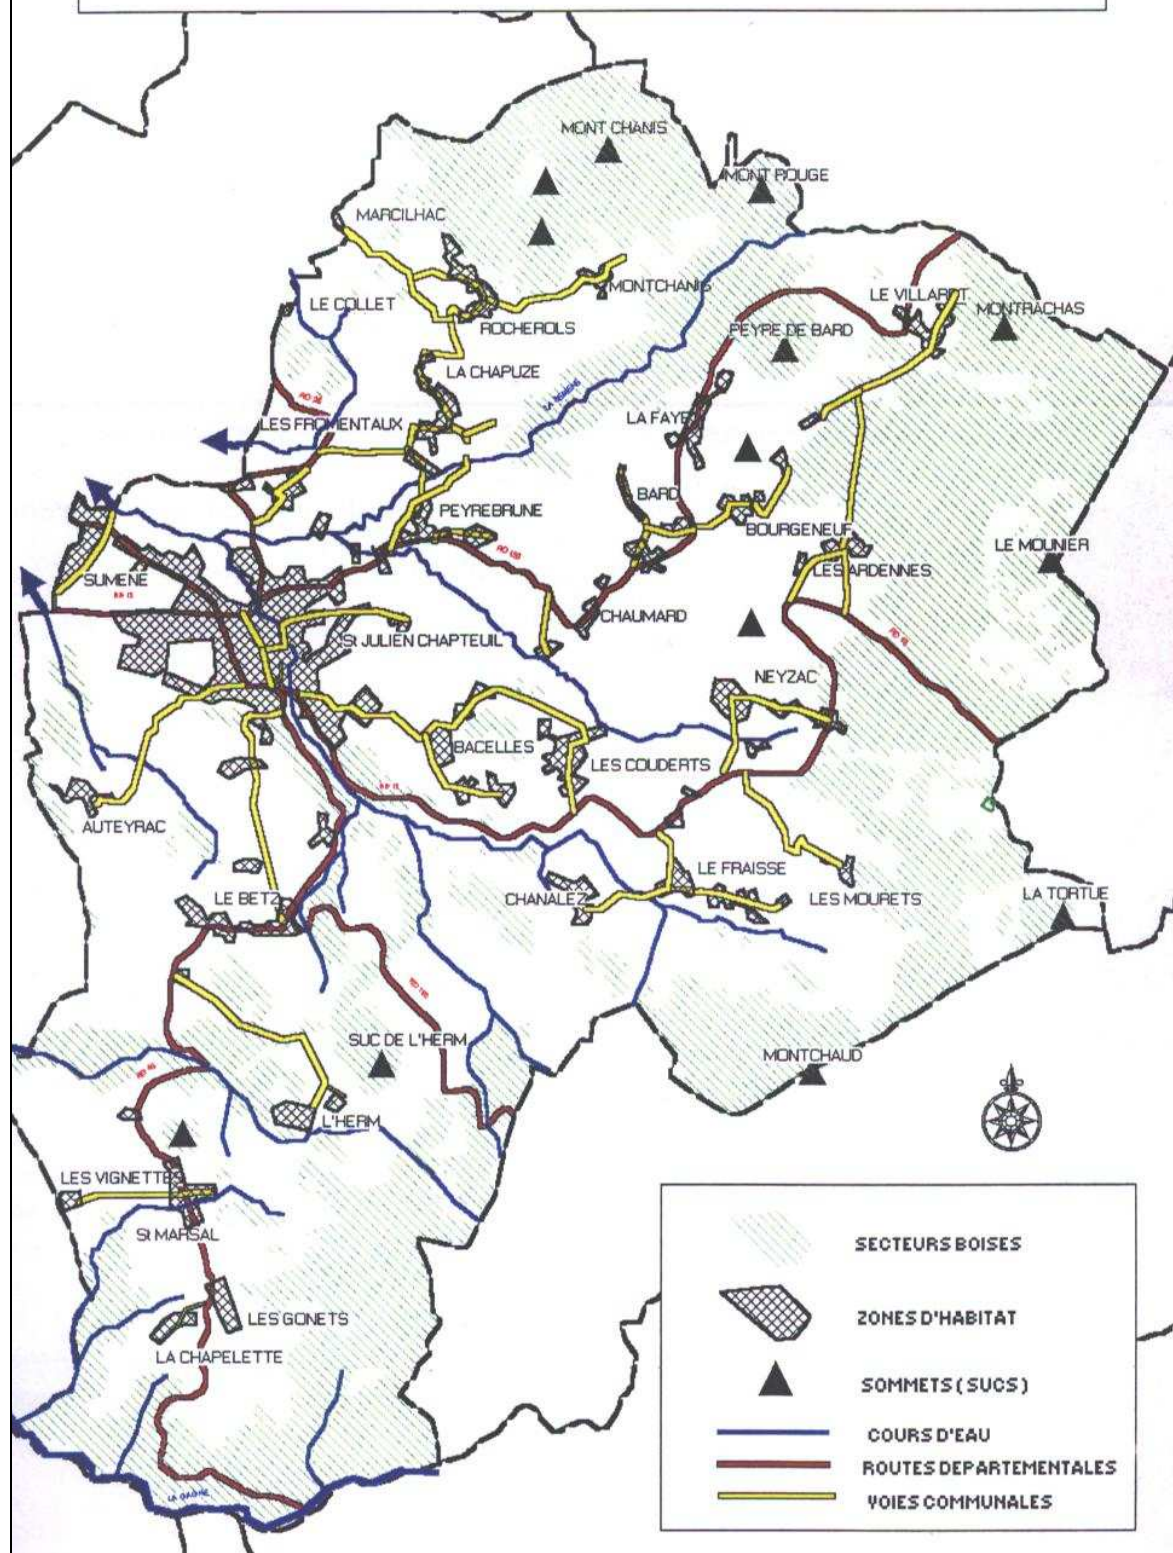 MONT CHANIS
MONT ROUGE
MARCILHAC
MONTCHANIS
LE COLLET
LE VILLARET
MONTRACHAS
ROCHEROLS
PEYRE DE BARD
LA CHAPUZE
LA FAYE
LES FROMENTAUX
BARD
PEYREBRUNE
BOURGENEUF
LE MOUNIER
LES ARDENNES
SUMENE
CHAUMARD
St JULIEN CHAPTEUIL
NEYZAC
BACELLES
LES COUDERTS
AUTEYRAC
LE FRAISSE
LE BETZ
CHANALEZ
LES MOURETS
LA TORTUE
SUC DE L'HERM
MONTCHAUD
L'HERM
LES VIGNETTE
St MARSAL
LES GONETS
LA CHAPELETTE
LA GAGNE
SECTEURS BOISES
ZONES D'HABITAT
SOMMETS ( SUCS )
COURS D'EAU
ROUTES DEPARTEMENTALES
VOIES COMMUNALES